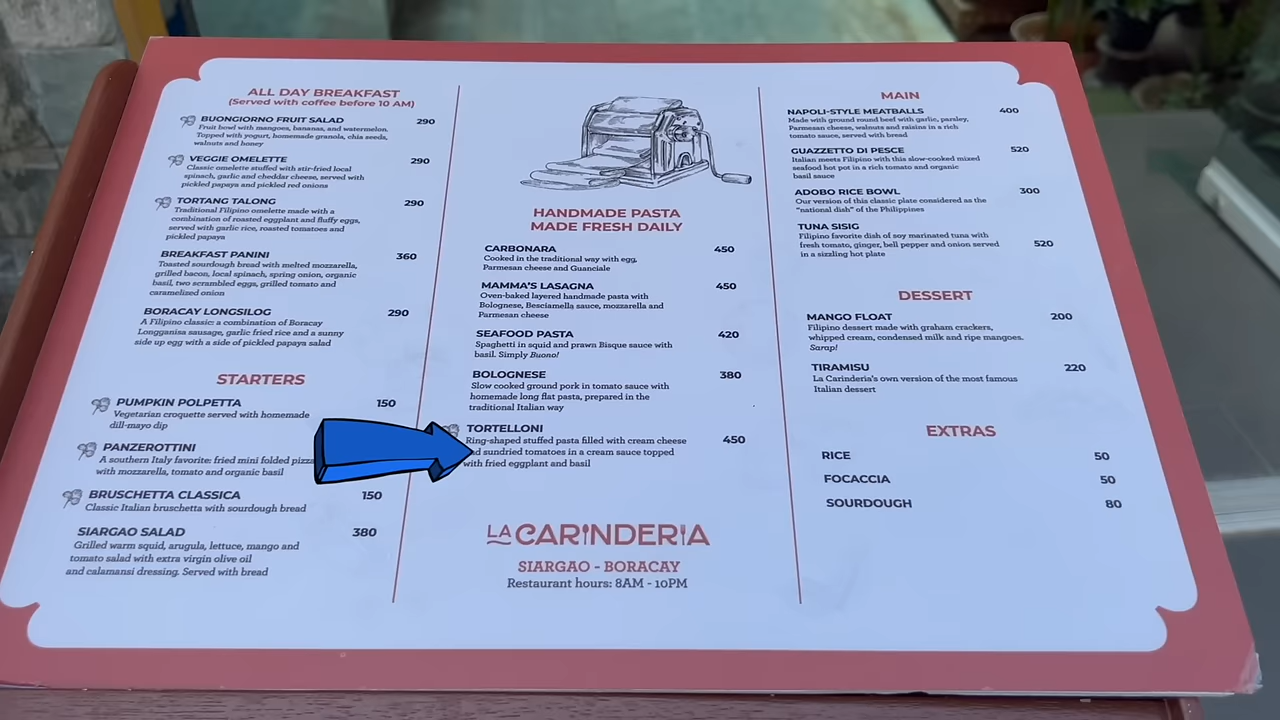 ALL DAY BREAKFAST
(Served with coffee before 10 AM)
BUONGIORNO FRUIT SALAD 290
Fruit bowl with mangoes, bananas, and watermelon.
Topped with yogurt, homemade granola, chia seeds,
walnuts and honey
VEGGIE OMELETTE 290
Classic omelette stuffed with stir-fried local
spinach, garlic and cheddar cheese, served with
pickled papaya and pickled red onions
TORTANG TALONG 290
Traditional Filipino omelette made with a
combination of roasted eggplant and fluffy eggs,
served with garlic rice, roasted tomatoes and
pickled papaya
BREAKFAST PANINI 360
Toasted sourdough bread with melted mozzarella,
grilled bacon, local spinach, spring onion, organic
basil, two scrambled eggs, grilled tomato and
caramelized onion
BORACAY LONGSILOG 290
A Filipino classic: a combination of Boracay
Longganisa sausage, garlic fried rice and a sunny
side up egg with a side of pickled papaya salad
STARTERS
PUMPKIN POLPETTA 150
Vegetarian croquette served with homemade
dill-mayo dip
PANZEROTTINI
A southern Italy favorite: fried mini folded pizza
with mozzarella, tomato and organic basil
BRUSCHETTA CLASSICA 150
Classic Italian bruschetta with sourdough bread
SIARGAO SALAD 380
Grilled warm squid, arugula, lettuce, mango and
tomato salad with extra virgin olive oil
and calamansi dressing. Served with bread
HANDMADE PASTA
MADE FRESH DAILY
CARBONARA 450
Cooked in the traditional way with egg,
Parmesan cheese and Guanciale
MAMMA'S LASAGNA 450
Oven-baked layered handmade pasta with
Bolognese, Besciamella sauce, mozzarella and
Parmesan cheese
SEAFOOD PASTA 420
Spaghetti in squid and prawn Bisque sauce with
basil. Simply Buono!
BOLOGNESE 380
Slow cooked ground pork in tomato sauce with
homemade long flat pasta, prepared in the
traditional Italian way
TORTELLONI 450
Ring-shaped stuffed pasta filled with cream cheese
sundried tomatoes in a cream sauce topped
with fried eggplant and basil
LA CARINDERIA
SIARGAO - BORACAY
Restaurant hours: 8AM - 10PM
MAIN
NAPOLI-STYLE MEATBALLS 400
Made with ground round beef with garlic, parsley,
Parmesan cheese, walnuts and raisins in a rich
tomato sauce, served with bread
GUAZZETTO DI PESCE 520
Italian meets Filipino with this slow-cooked mixed
seafood hot pot in a rich tomato and organic
basil sauce
ADOBO RICE BOWL 300
Our version of this classic plate considered as the
"national dish" of the Philippines
TUNA SISIG 520
Filipino favorite dish of soy marinated tuna with
fresh tomato, ginger, bell pepper and onion served
in a sizzling hot plate
DESSERT
MANGO FLOAT 200
Filipino dessert made with graham crackers,
whipped cream, condensed milk and ripe mangoes.
Sarap!
TIRAMISU 220
La Carinderia's own version of the most famous
Italian dessert
EXTRAS
RICE 50
FOCACCIA 50
SOURDOUGH 80